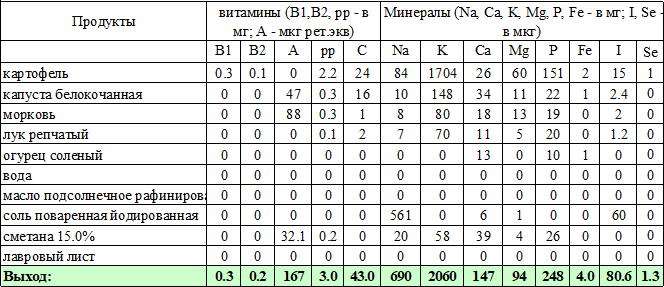 Продукты витамины (B1,B2, pp - в мг; A - мкг рет.экв) Минералы (Na, Ca, K, Mg, P, Fe - в мг; I, Se - в мкг)
B1 B2 A pp C Na K Ca Mg P Fe I Se
картофель 0.3 0.1 0 2.2 24 84 1704 26 60 151 2 15 1
капуста белокочанная 0 0 47 0.3 16 10 148 34 11 22 1 2.4 0
морковь 0 0 88 0.3 1 8 80 18 13 19 0 2 0
лук репчатый 0 0 0 0.1 2 7 70 11 5 20 0 1.2 0
огурец соленый 0 0 0 0 0 0 0 13 0 10 1 0 0
вода 0 0 0 0 0 0 0 0 0 0 0 0 0
масло подсолнечное рафинирова 0 0 0 0 0 0 0 0 0 0 0 0 0
соль поваренная йодированная 0 0 0 0 0 561 0 6 1 0 0 60 0
сметана 15.0% 0 0 32.1 0.2 0 20 58 39 4 26 0 0 0
лавровый лист 0 0 0 0 0 0 0 0 0 0 0 0 0
Выход: 0.3 0.2 167 3.0 43.0 690 2060 147 94 248 4.0 80.6 1.3